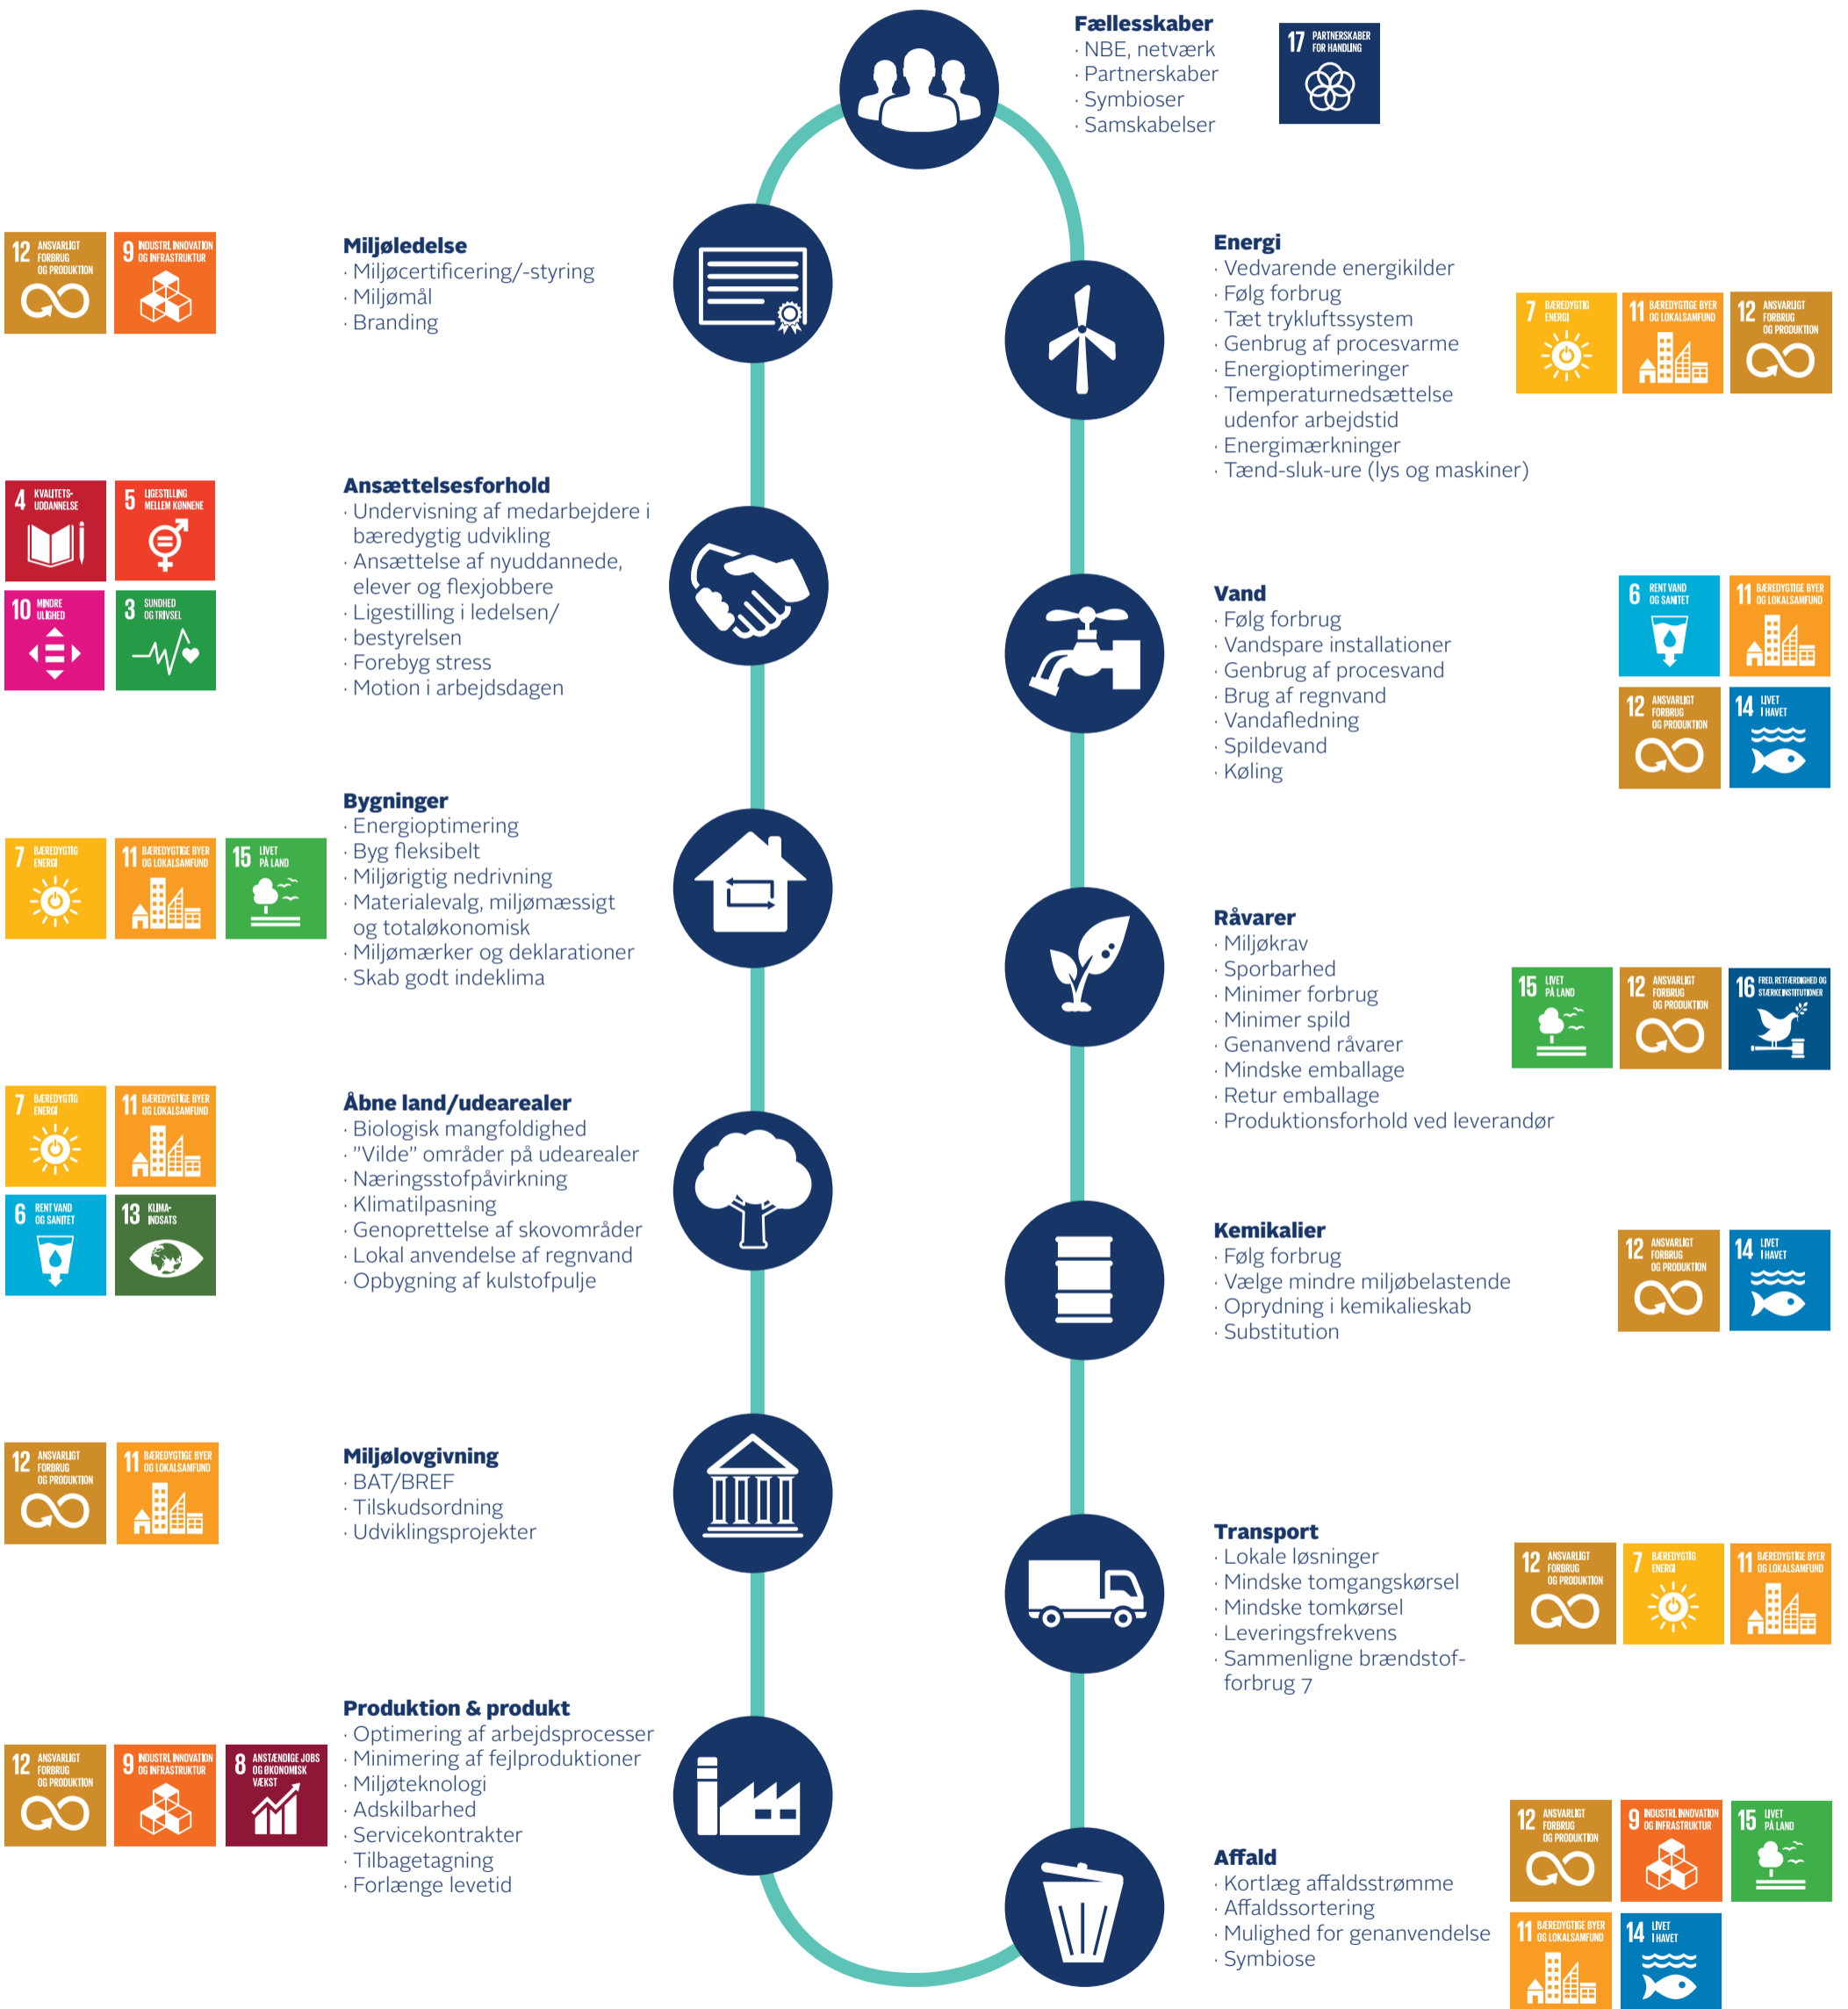 Fællesskaber
· NBE, netværk
· Partnerskaber
· Symbioser
· Samskabelser
17 PARTNERSKABER
FOR HANDLING
12 ANSVARLIGT
FORBRUG
OG PRODUKTION
9 INDUSTRI, INNOVATION
OG INFRASTRUKTUR
Miljøledelse
· Miljøcertificering/-styring
· Miljømål
· Branding
Energi
· Vedvarende energikilder
· Følg forbrug
· Tæt trykluftssystem
· Genbrug af procesvarme
· Energioptimeringer
· Temperaturnedsættelse
udenfor arbejdstid
· Energimærkninger
· Tænd-sluk-ure (lys og maskiner)
7 BÆREDYGTIG
ENERGI
11 BÆREDYGTIGE BYER
OG LOKALSAMFUND
12 ANSVARLIGT
FORBRUG
OG PRODUKTION
4 KVALITETS-
UDDANNELSE
5 LIGESTILLING
MELLEM KØNNENE
10 MINDRE
ULIGHED
3 SUNDHED
OG TRIVSEL
Ansættelsesforhold
· Undervisning af medarbejdere i
bæredygtig udvikling
· Ansættelse af nyuddannede,
elever og flexjobbere
· Ligestilling i ledelsen/
· bestyrelsen
· Forebyg stress
· Motion i arbejdsdagen
Vand
· Følg forbrug
· Vandspare installationer
· Genbrug af procesvand
· Brug af regnvand
· Vandafledning
· Spildevand
· Køling
6 RENT VAND
OG SANITET
11 BÆREDYGTIGE BYER
OG LOKALSAMFUND
12 ANSVARLIGT
FORBRUG
OG PRODUKTION
14 LIVET
I HAVET
7 BÆREDYGTIG
ENERGI
11 BÆREDYGTIGE BYER
OG LOKALSAMFUND
15 LIVET
PÅ LAND
Bygninger
· Energioptimering
· Byg fleksibelt
· Miljørigtig nedrivning
· Materialevalg, miljømæssigt
og totaløkonomisk
· Miljømærker og deklarationer
· Skab godt indeklima
Råvarer
· Miljøkrav
· Sporbarhed
· Minimer forbrug
· Minimer spild
· Genanvend råvarer
· Mindske emballage
· Retur emballage
· Produktionsforhold ved leverandør
15 LIVET
PÅ LAND
12 ANSVARLIGT
FORBRUG
OG PRODUKTION
16 FRED, RETFÆRDIGHED OG
STÆRKE INSTITUTIONER
7 BÆREDYGTIG
ENERGI
11 BÆREDYGTIGE BYER
OG LOKALSAMFUND
6 RENT VAND
OG SANITET
13 KLIMA-
INDSATS
Åbne land/udearealer
· Biologisk mangfoldighed
· ”Vilde” områder på udearealer
· Næringsstofpåvirkning
· Klimatilpasning
· Genoprettelse af skovområder
· Lokal anvendelse af regnvand
· Opbygning af kulstofpulje
Kemikalier
· Følg forbrug
· Vælge mindre miljøbelastende
· Oprydning i kemikalieskab
· Substitution
12 ANSVARLIGT
FORBRUG
OG PRODUKTION
14 LIVET
I HAVET
12 ANSVARLIGT
FORBRUG
OG PRODUKTION
11 BÆREDYGTIGE BYER
OG LOKALSAMFUND
Miljølovgivning
· BAT/BREF
· Tilskudsordning
· Udviklingsprojekter
Transport
· Lokale løsninger
· Mindske tomgangskørsel
· Mindske tomkørsel
· Leveringsfrekvens
· Sammenligne brændstof-
forbrug 7
12 ANSVARLIGT
FORBRUG
OG PRODUKTION
7 BÆREDYGTIG
ENERGI
11 BÆREDYGTIGE BYER
OG LOKALSAMFUND
12 ANSVARLIGT
FORBRUG
OG PRODUKTION
9 INDUSTRI, INNOVATION
OG INFRASTRUKTUR
8 ANSTÆNDIGE JOBS
OG ØKONOMISK
VÆKST
Produktion & produkt
· Optimering af arbejdsprocesser
· Minimering af fejlproduktioner
· Miljøteknologi
· Adskilbarhed
· Servicekontrakter
· Tilbagetagning
· Forlænge levetid
Affald
· Kortlæg affaldsstrømme
· Affaldssortering
· Mulighed for genanvendelse
· Symbiose
12 ANSVARLIGT
FORBRUG
OG PRODUKTION
9 INDUSTRI, INNOVATION
OG INFRASTRUKTUR
15 LIVET
PÅ LAND
11 BÆREDYGTIGE BYER
OG LOKALSAMFUND
14 LIVET
I HAVET